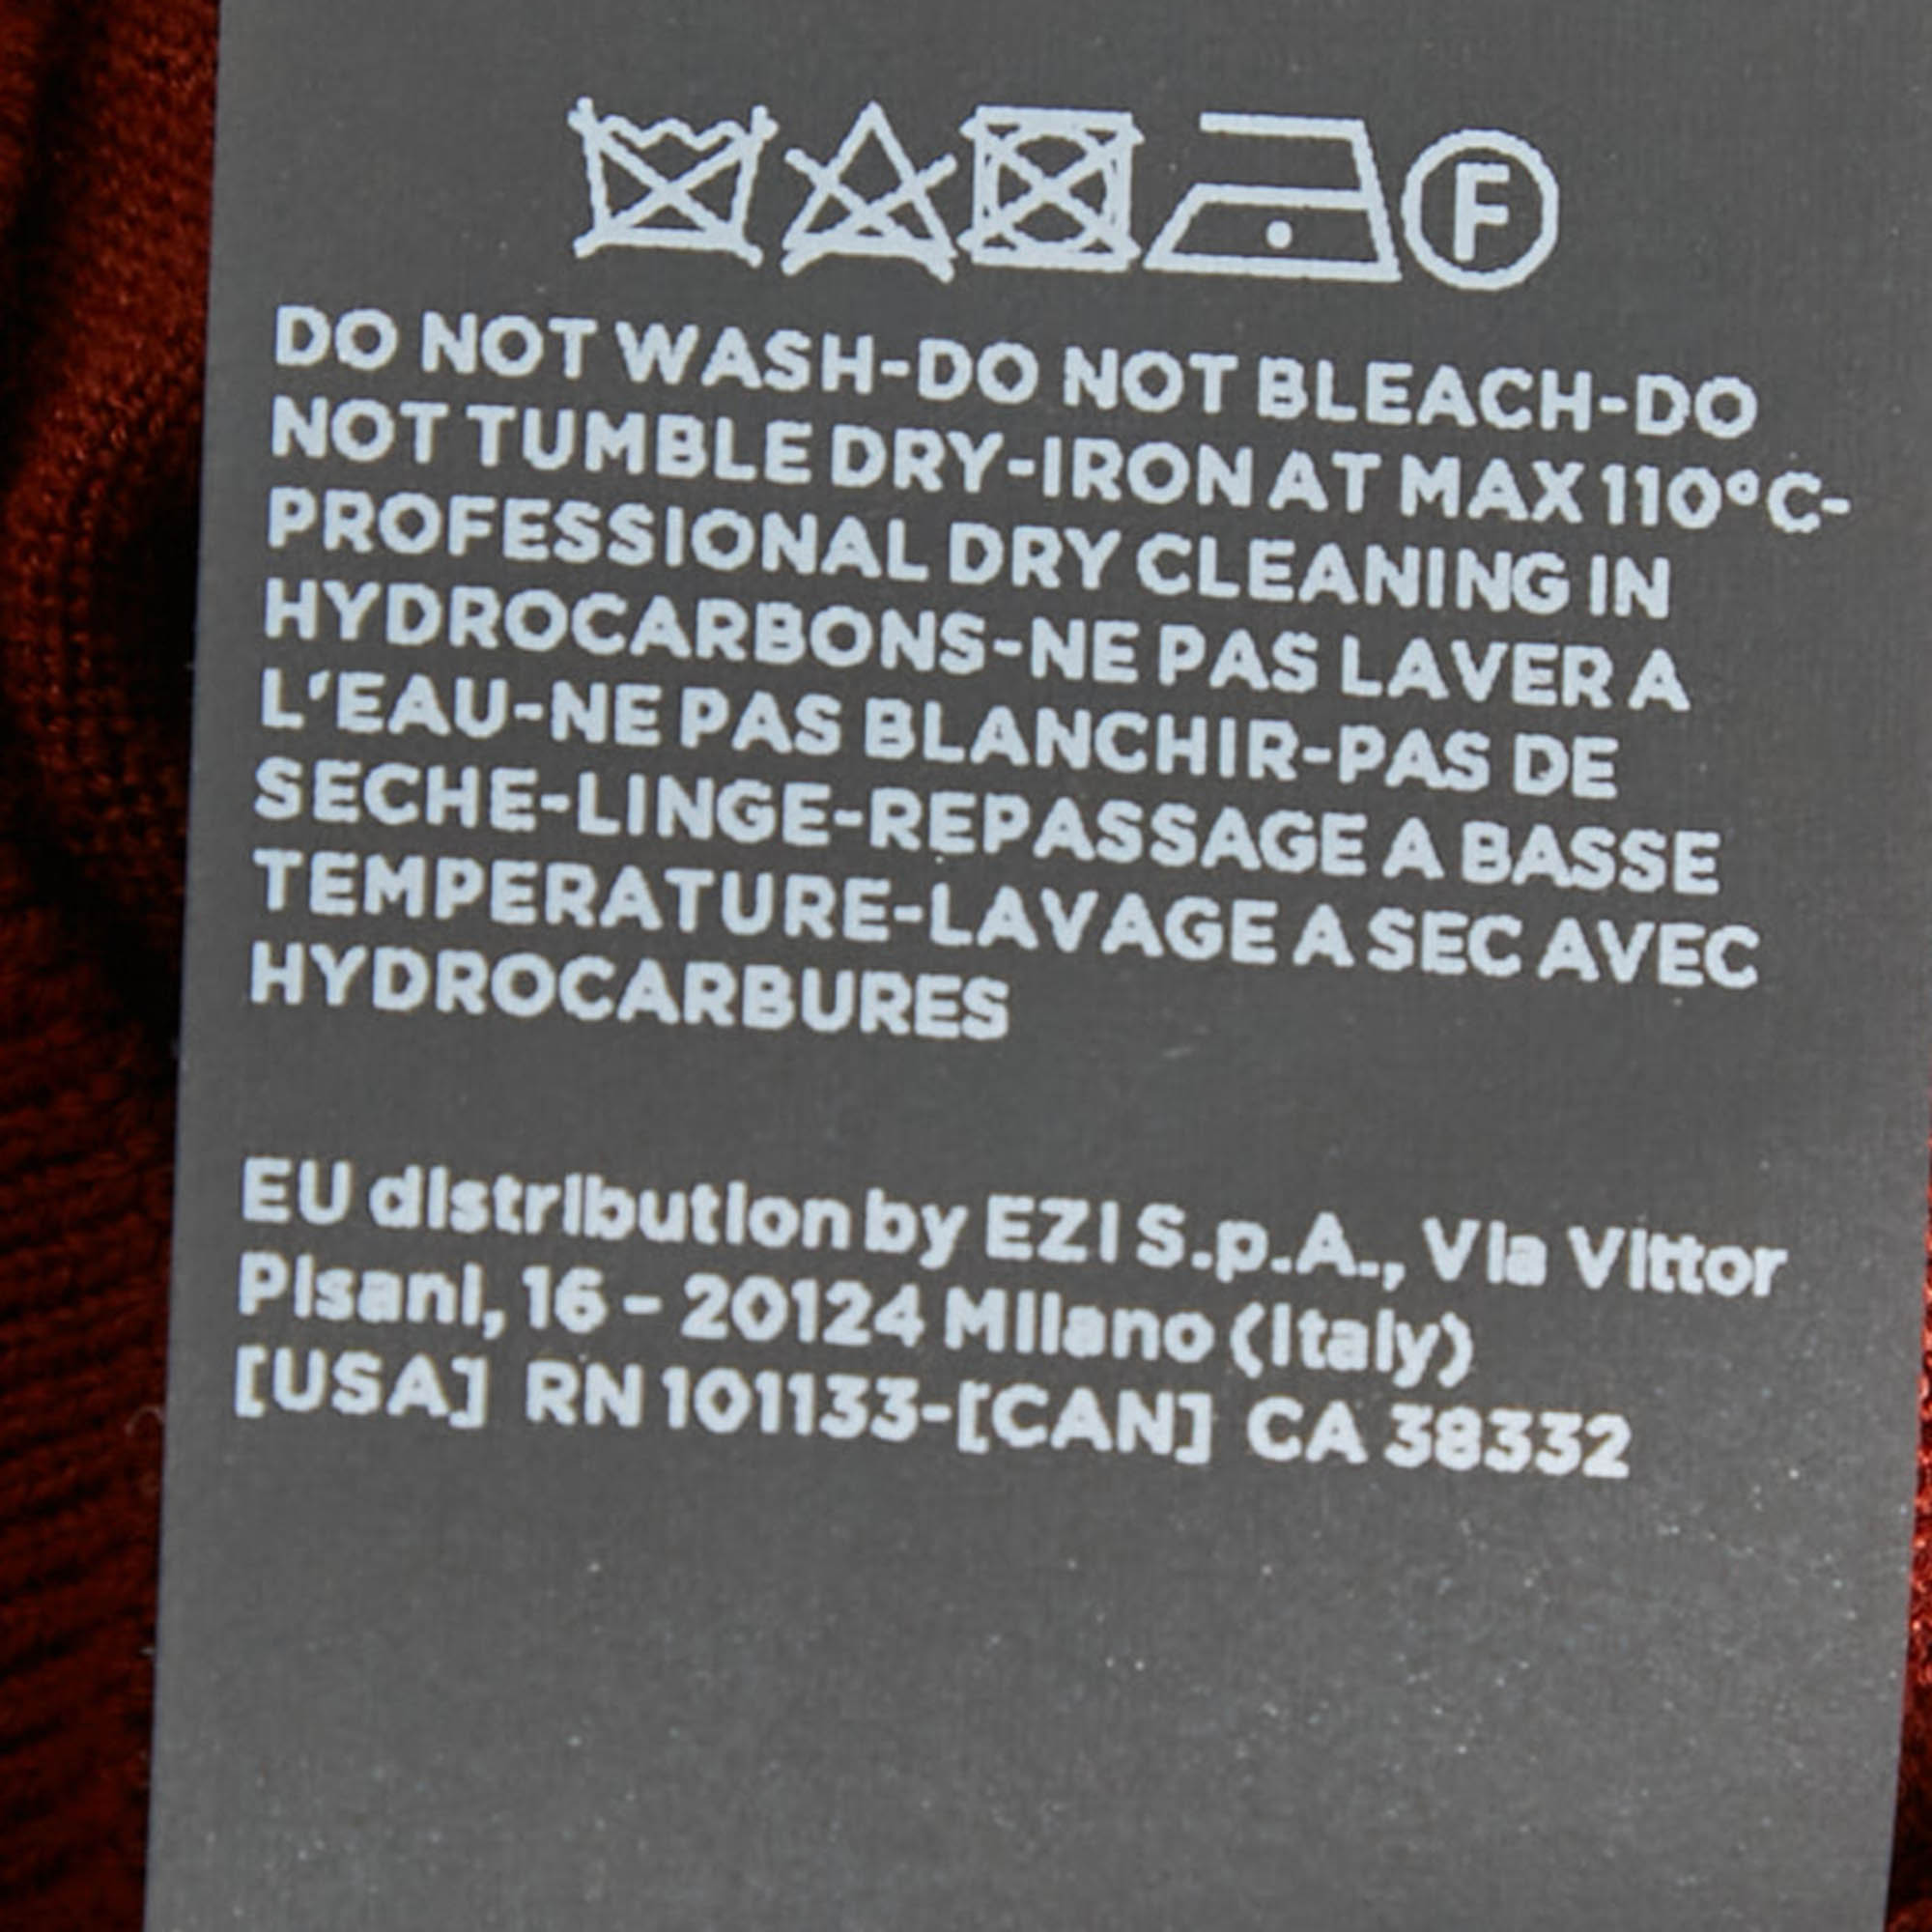 F
DO NOT WASH-DO NOT BLEACH-DO
NOT TUMBLE DRY-IRON AT MAX 110°C-
PROFESSIONAL DRY CLEANING IN
HYDROCARBONS-NE PAS LAVER A
L'EAU-NE PAS BLANCHIR-PAS DE
SECHE-LINGE-REPASSAGE A BASSE
TEMPERATURE-LAVAGE A SEC AVEC
HYDROCARBURES
EU distribution by EZI S.p.A., Via Vittor
Pisani, 16 - 20124 Milano (Italy)
[USA] RN 101133-[CAN] CA 38332